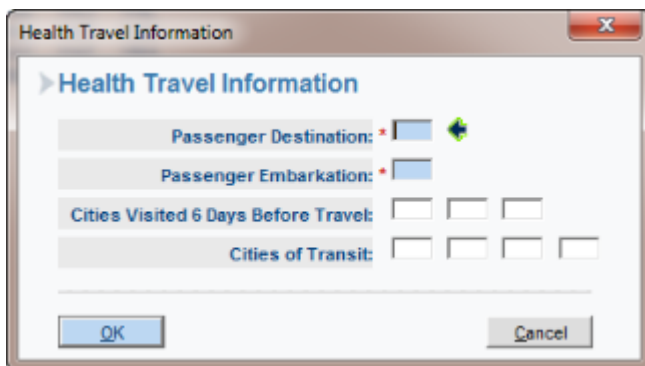 Health Travel Information
Health Travel Information
Passenger Destination: *
Passenger Embarkation: *
Cities Visited 6 Days Before Travel:
Cities of Transit:
OK Cancel